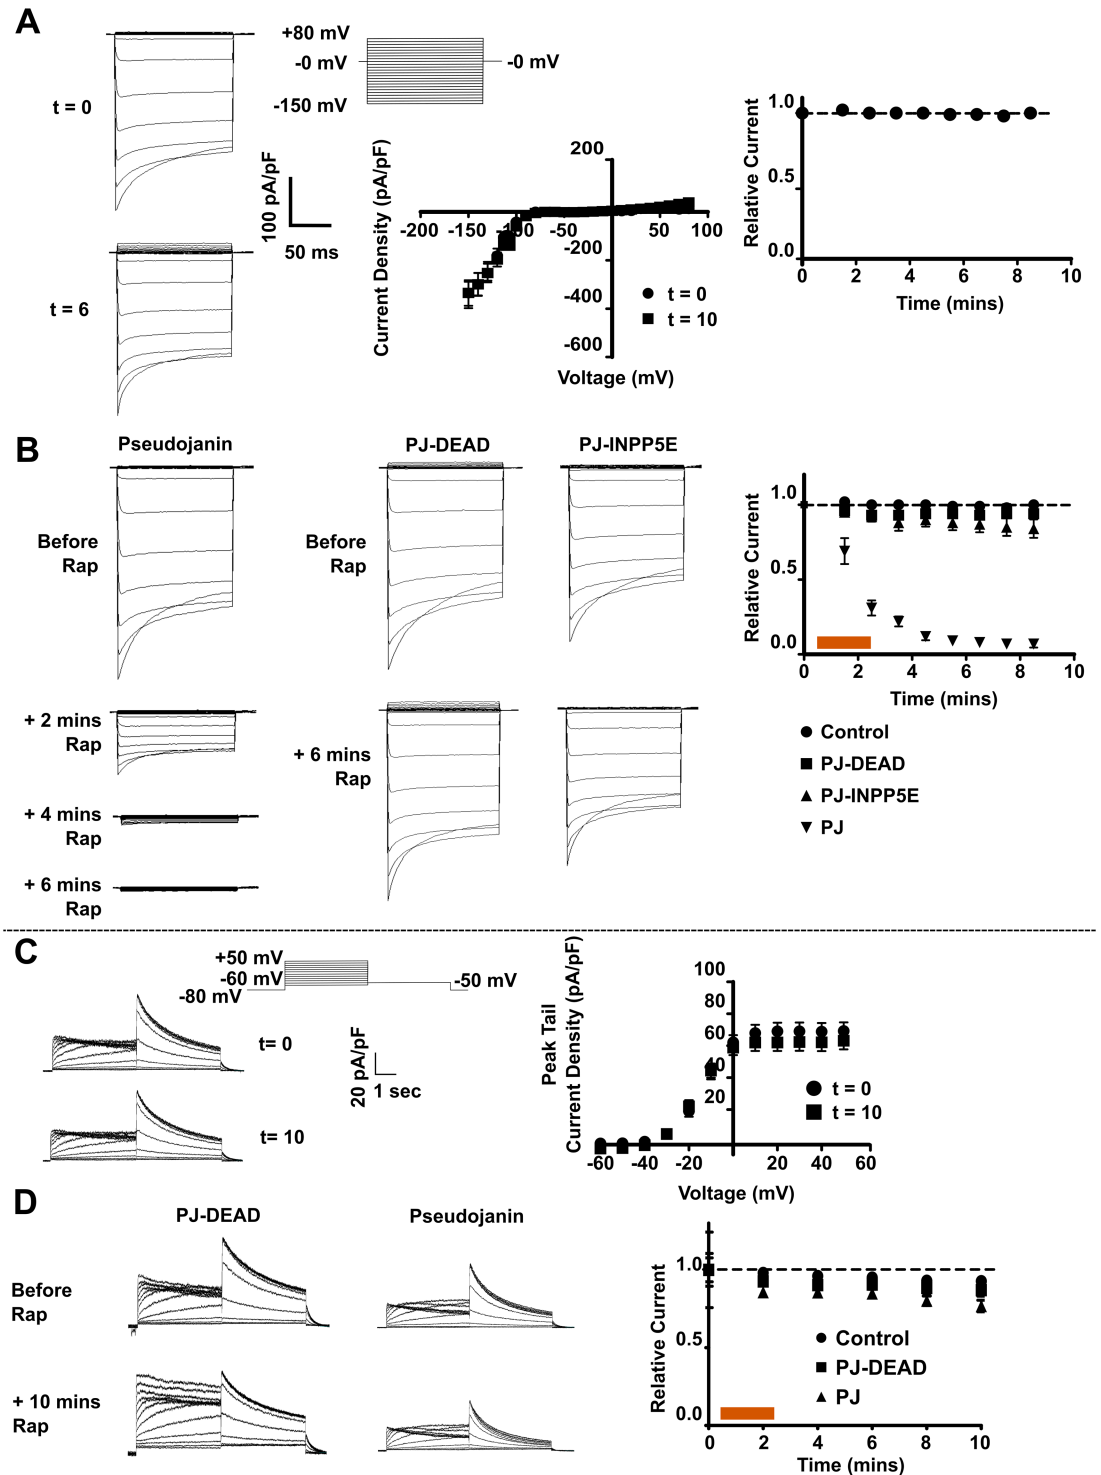 A
t = 0
+80 mV
-0 mV
-0 mV
-150 mV
100 pA/pF
50 ms
t = 6
Current Density (pA/pF)
200
-200 -150 -100 -50 50 100
-200
-400
-600
t = 0
t = 10
Voltage (mV)
Relative Current
1.0
0.5
0.0
0 2 4 6 8 10
Time (mins)
B
Pseudojanin
PJ-DEAD
PJ-INPP5E
Before
Rap
Before
Rap
+ 2 mins
Rap
+ 4 mins
Rap
+ 6 mins
Rap
+ 6 mins
Rap
Relative Current
1.0
0.5
0.0
0 2 4 6 8 10
Time (mins)
Control
PJ-DEAD
PJ-INPP5E
PJ
C
+50 mV
-60 mV
-80 mV
-50 mV
t= 0
20 pA/pF
1 sec
t= 10
Peak Tail
Current Density (pA/pF)
100
80
60
40
20
-60 -40 -20 20 40 60
t = 0
t = 10
Voltage (mV)
D
PJ-DEAD
Pseudojanin
Before
Rap
+ 10 mins
Rap
Relative Current
1.0
0.5
0.0
Control
PJ-DEAD
PJ
0 2 4 6 8 10
Time (mins)